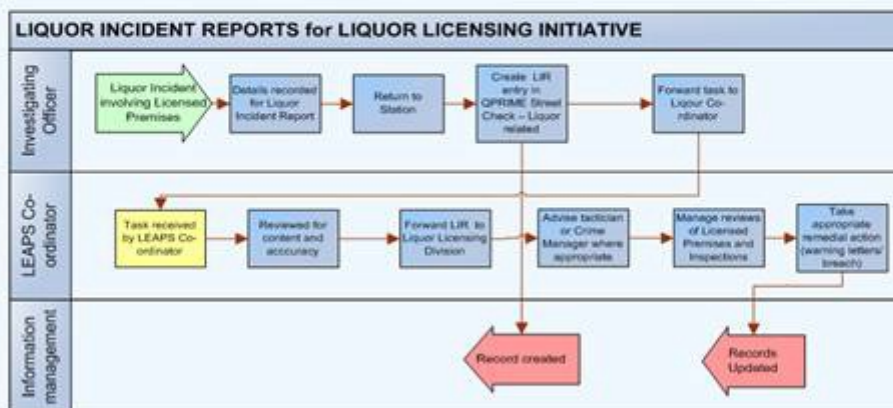 LIQUOR INCIDENT REPORTS for LIQUOR LICENSING INITIATIVE
Investigating
Officer
Liquor Incident
involving Licensed
Premises
Details recorded
for Liquor
Incident Report
Return to
Station
Create LIR
entry in
QPRIME Street
Check – Liquor
related
Forward task to
Liqour Co-
rdinator
LEAPS Co-
ordinator
Task received
by LEAPS Co-
ordinator
Reviewed for
content and
acccuracy
Forward LIR to
Liquor Licensing
Division
Advise tactician
or Crime
Manager where
appropriate
Manage reviews
of Licensed
Premises and
Inspections
Take
appropriate
remedial action
(warning letters/
breach)
Information
management
Record created
Records
Updated